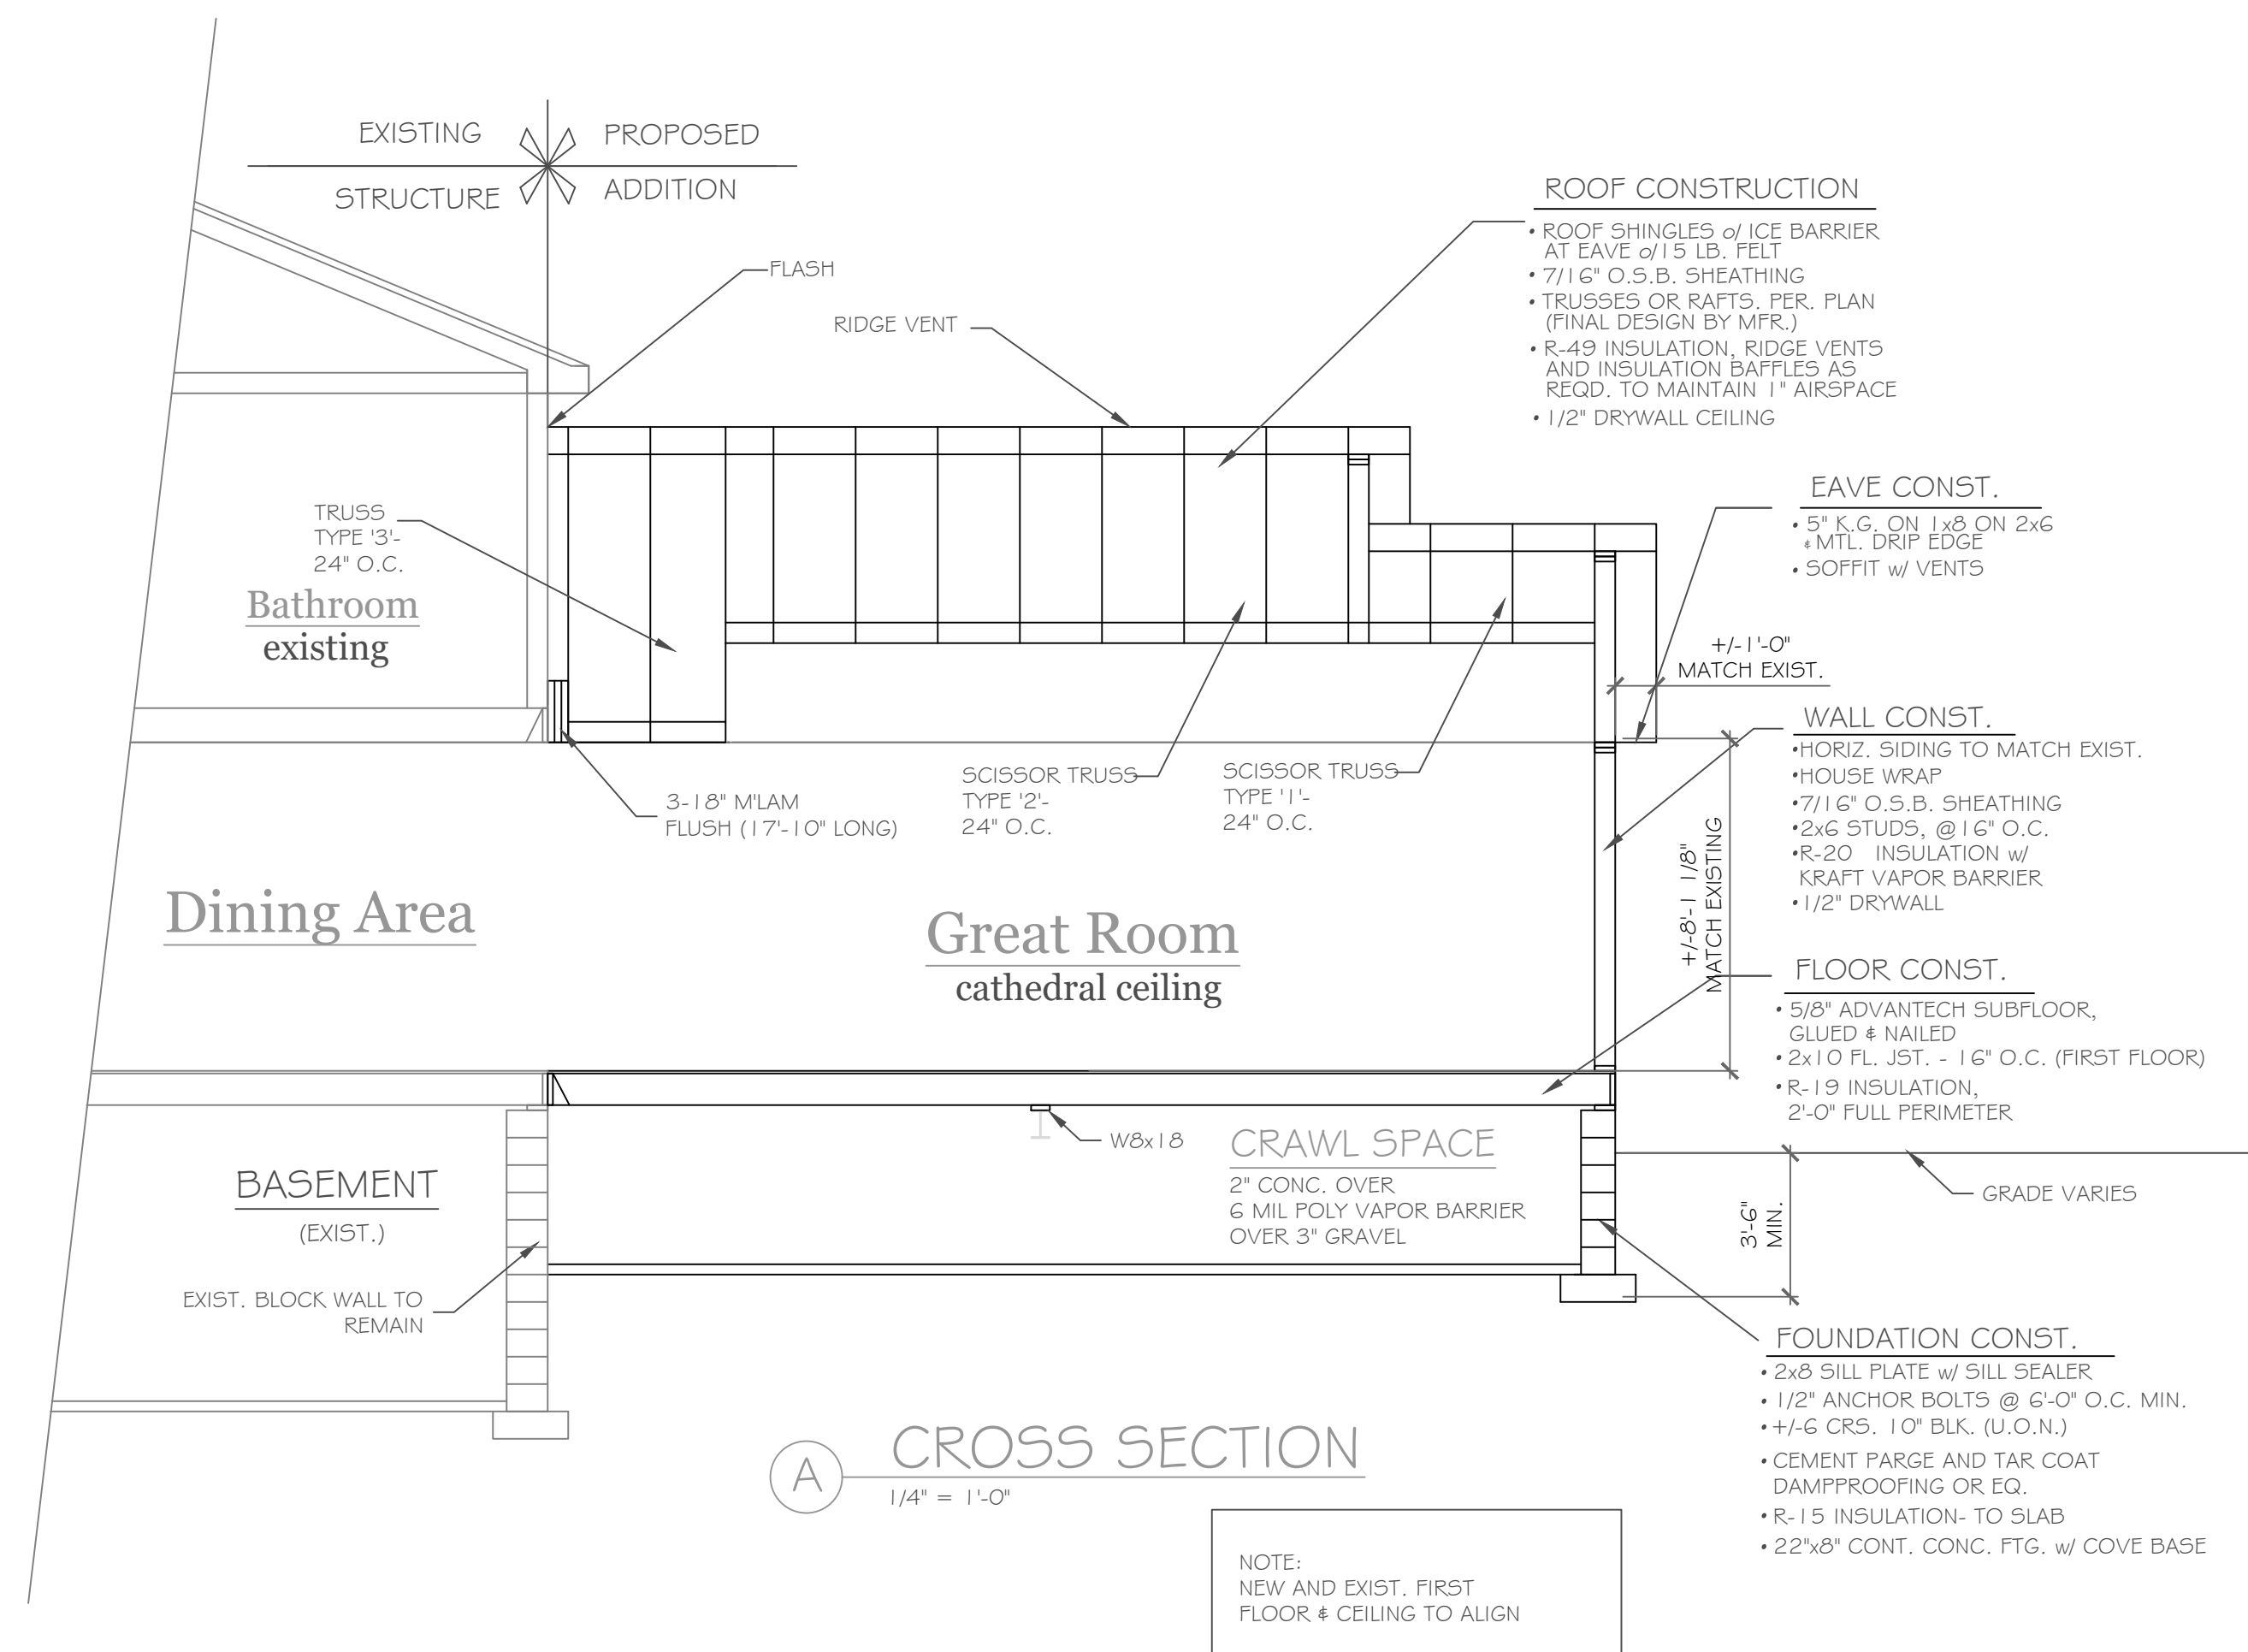 EXISTING
STRUCTURE
PROPOSED
ADDITION
FLASH
RIDGE VENT
ROOF CONSTRUCTION
• ROOF SHINGLES o/ ICE BARRIER
AT EAVE o/15 LB. FELT
• 7/16" O.S.B. SHEATHING
• TRUSSES OR RAFTS. PER. PLAN
(FINAL DESIGN BY MFR.)
• R-49 INSULATION, RIDGE VENTS
AND INSULATION BAFFLES AS
REQD. TO MAINTAIN 1" AIRSPACE
• 1/2" DRYWALL CEILING
EAVE CONST.
• 5" K.G. ON 1x8 ON 2x6
& MTL. DRIP EDGE
• SOFFIT w/ VENTS
TRUSS
TYPE '3'-
24" O.C.
Bathroom
existing
+/-1'-0"
MATCH EXIST.
WALL CONST.
•HORIZ. SIDING TO MATCH EXIST.
•HOUSE WRAP
•7/16" O.S.B. SHEATHING
•2x6 STUDS, @16" O.C.
•R-20 INSULATION w/
KRAFT VAPOR BARRIER
•1/2" DRYWALL
3-18" M'LAM
FLUSH (17'-10" LONG)
SCISSOR TRUSS
TYPE '2'-
24" O.C.
SCISSOR TRUSS
TYPE '1'-
24" O.C.
+/-8'-1 1/8"
MATCH EXISTING
Dining Area
Great Room
cathedral ceiling
FLOOR CONST.
• 5/8" ADVANTECH SUBFLOOR,
GLUED & NAILED
• 2x10 FL. JST. - 16" O.C. (FIRST FLOOR)
• R-19 INSULATION,
2'-0" FULL PERIMETER
W8x18
CRAWL SPACE
2" CONC. OVER
6 MIL POLY VAPOR BARRIER
OVER 3" GRAVEL
GRADE VARIES
3'-6"
MIN.
BASEMENT
(EXIST.)
EXIST. BLOCK WALL TO
REMAIN
FOUNDATION CONST.
• 2x8 SILL PLATE w/ SILL SEALER
• 1/2" ANCHOR BOLTS @ 6'-0" O.C. MIN.
• +/-6 CRS. 10" BLK. (U.O.N.)
• CEMENT PARGE AND TAR COAT
DAMPPROOFING OR EQ.
• R-15 INSULATION- TO SLAB
• 22"x8" CONT. CONC. FTG. w/ COVE BASE
A
CROSS SECTION
1/4" = 1'-0"
NOTE:
NEW AND EXIST. FIRST
FLOOR & CEILING TO ALIGN